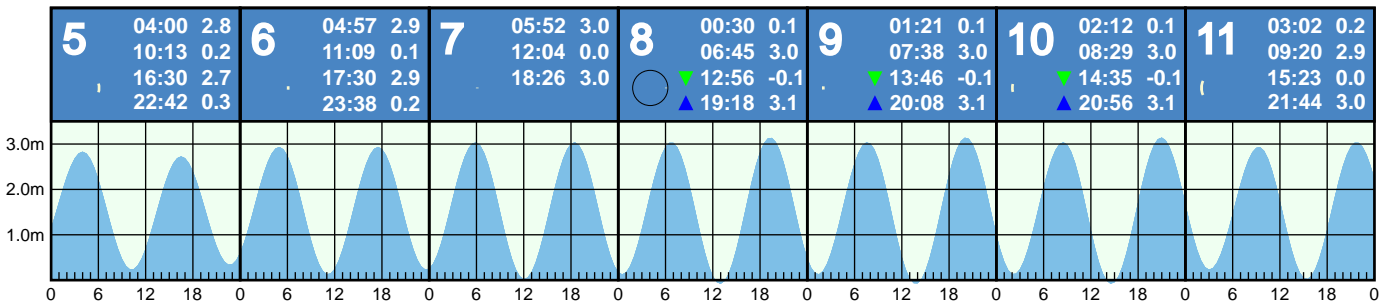 5
04:00 2.8
10:13 0.2
16:30 2.7
22:42 0.3
6
04:57 2.9
11:09 0.1
17:30 2.9
23:38 0.2
7
05:52 3.0
12:04 0.0
18:26 3.0
8
00:30 0.1
06:45 3.0
▼ 12:56 -0.1
▲ 19:18 3.1
9
01:21 0.1
07:38 3.0
▼ 13:46 -0.1
▲ 20:08 3.1
10
02:12 0.1
08:29 3.0
▼ 14:35 -0.1
▲ 20:56 3.1
11
03:02 0.2
09:20 2.9
15:23 0.0
21:44 3.0
3.0m
2.0m
1.0m
0 6 12 18 0 6 12 18 0 6 12 18 0 6 12 18 0 6 12 18 0 6 12 18 0 6 12 18 0